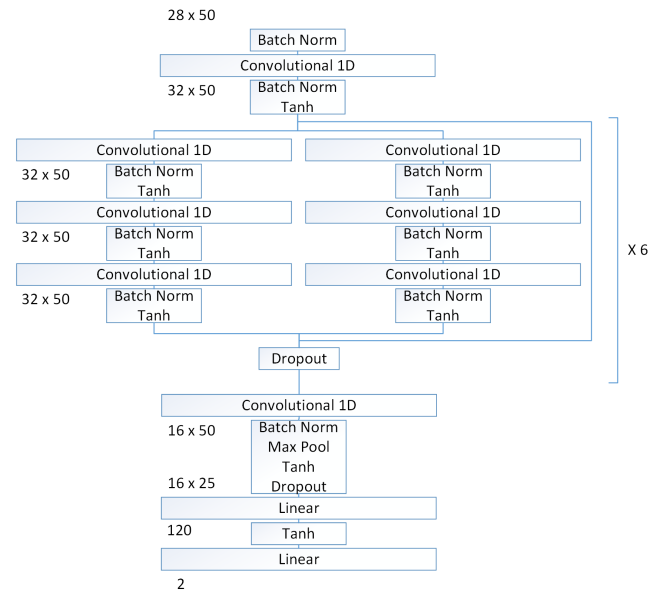 28 x 50
Batch Norm
Convolutional 1D
32 x 50
Batch Norm
Tanh
Convolutional 1D
Convolutional 1D
32 x 50
Batch Norm
Tanh
Batch Norm
Tanh
Convolutional 1D
Convolutional 1D
32 x 50
Batch Norm
Tanh
Batch Norm
Tanh
X 6
Convolutional 1D
Convolutional 1D
32 x 50
Batch Norm
Tanh
Batch Norm
Tanh
Dropout
Convolutional 1D
16 x 50
Batch Norm
Max Pool
Tanh
16 x 25
Dropout
Linear
120
Tanh
Linear
2